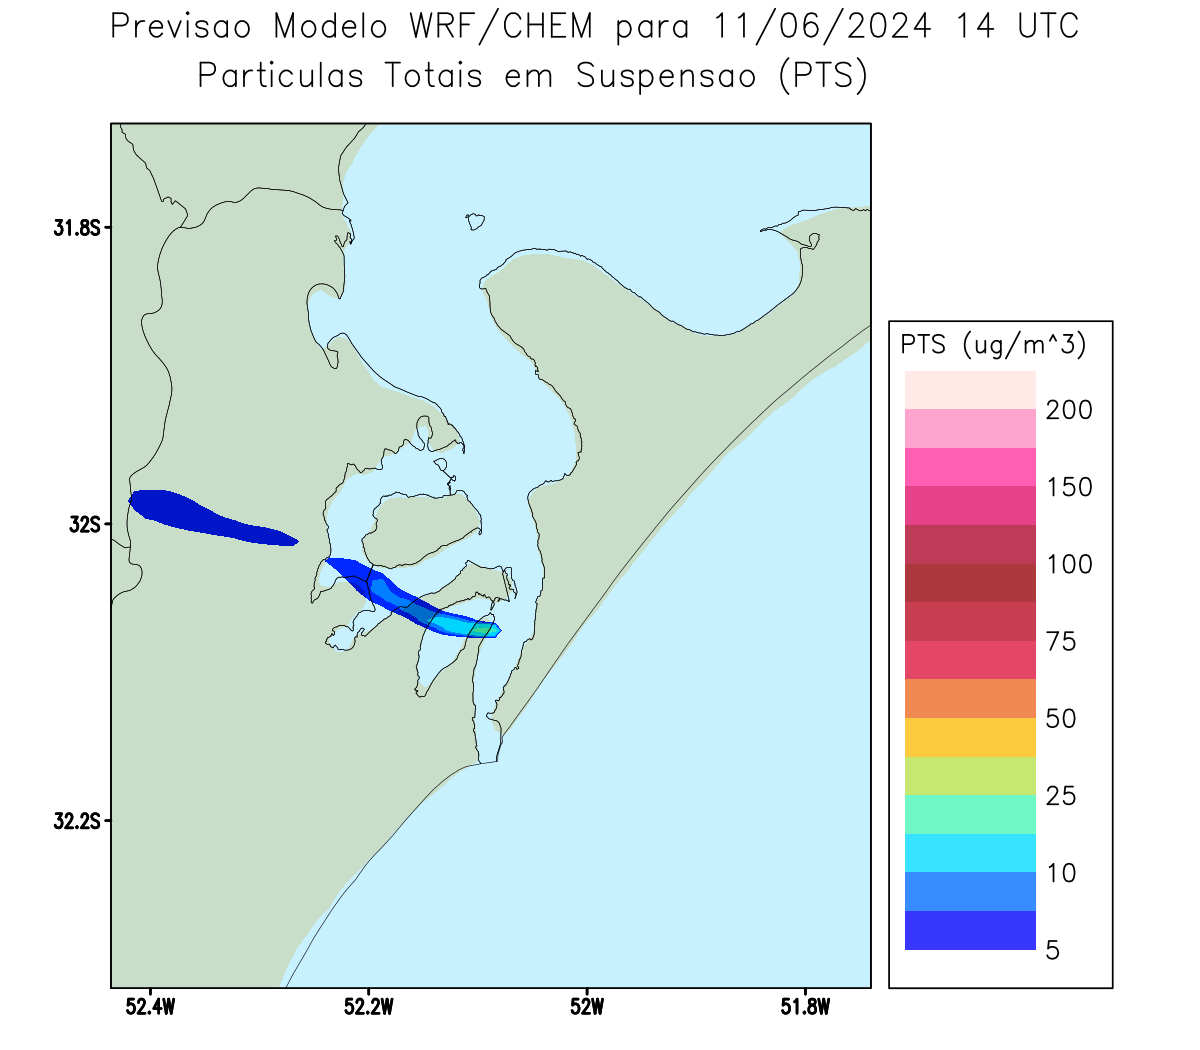 Previsao Modelo WRF/CHEM para 11/06/2024 14 UTC
Particulas Totais em Suspensao (PTS)
31.8S
32S
32.2S
52.4W
52.2W
52W
51.8W
PTS (ug/m^3)
200
150
100
75
50
25
10
5